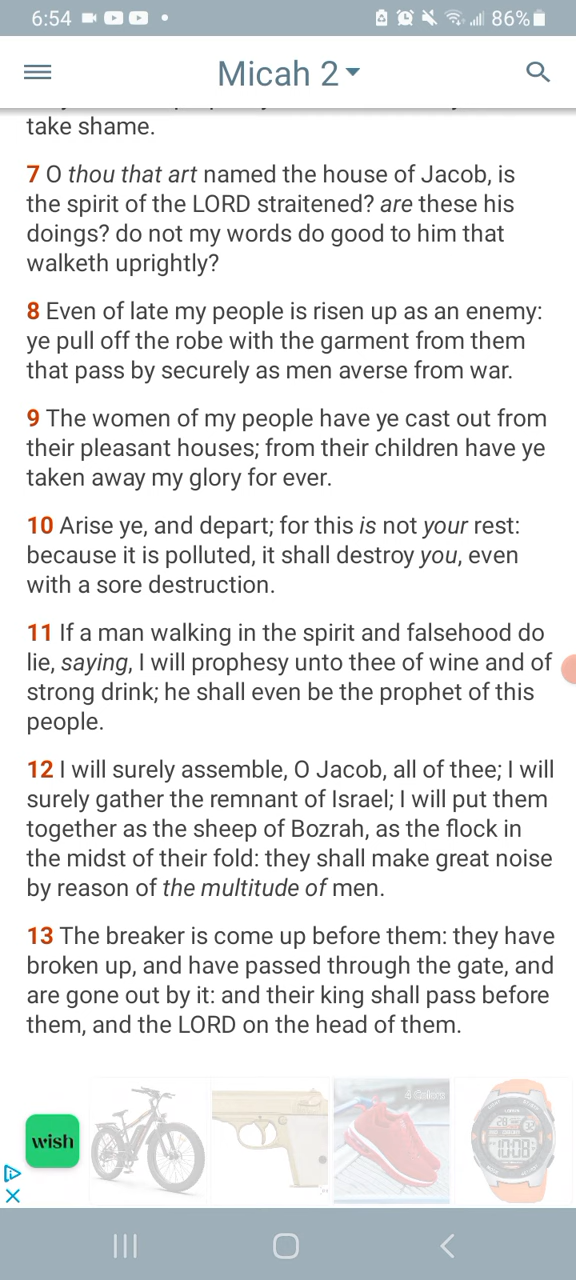 6:54
86%
Micah 2
take shame.
7 O thou that art named the house of Jacob, is
the spirit of the LORD straitened? are these his
doings? do not my words do good to him that
walketh uprightly?
8 Even of late my people is risen up as an enemy:
ye pull off the robe with the garment from them
that pass by securely as men averse from war.
9 The women of my people have ye cast out from
their pleasant houses; from their children have ye
taken away my glory for ever.
10 Arise ye, and depart; for this is not your rest:
because it is polluted, it shall destroy you, even
with a sore destruction.
11 If a man walking in the spirit and falsehood do
lie, saying, I will prophesy unto thee of wine and of
strong drink; he shall even be the prophet of this
people.
12 I will surely assemble, O Jacob, all of thee; I will
surely gather the remnant of Israel; I will put them
together as the sheep of Bozrah, as the flock in
the midst of their fold: they shall make great noise
by reason of the multitude of men.
13 The breaker is come up before them: they have
broken up, and have passed through the gate, and
are gone out by it: and their king shall pass before
them, and the LORD on the head of them.
wish
4 Colors
10:08